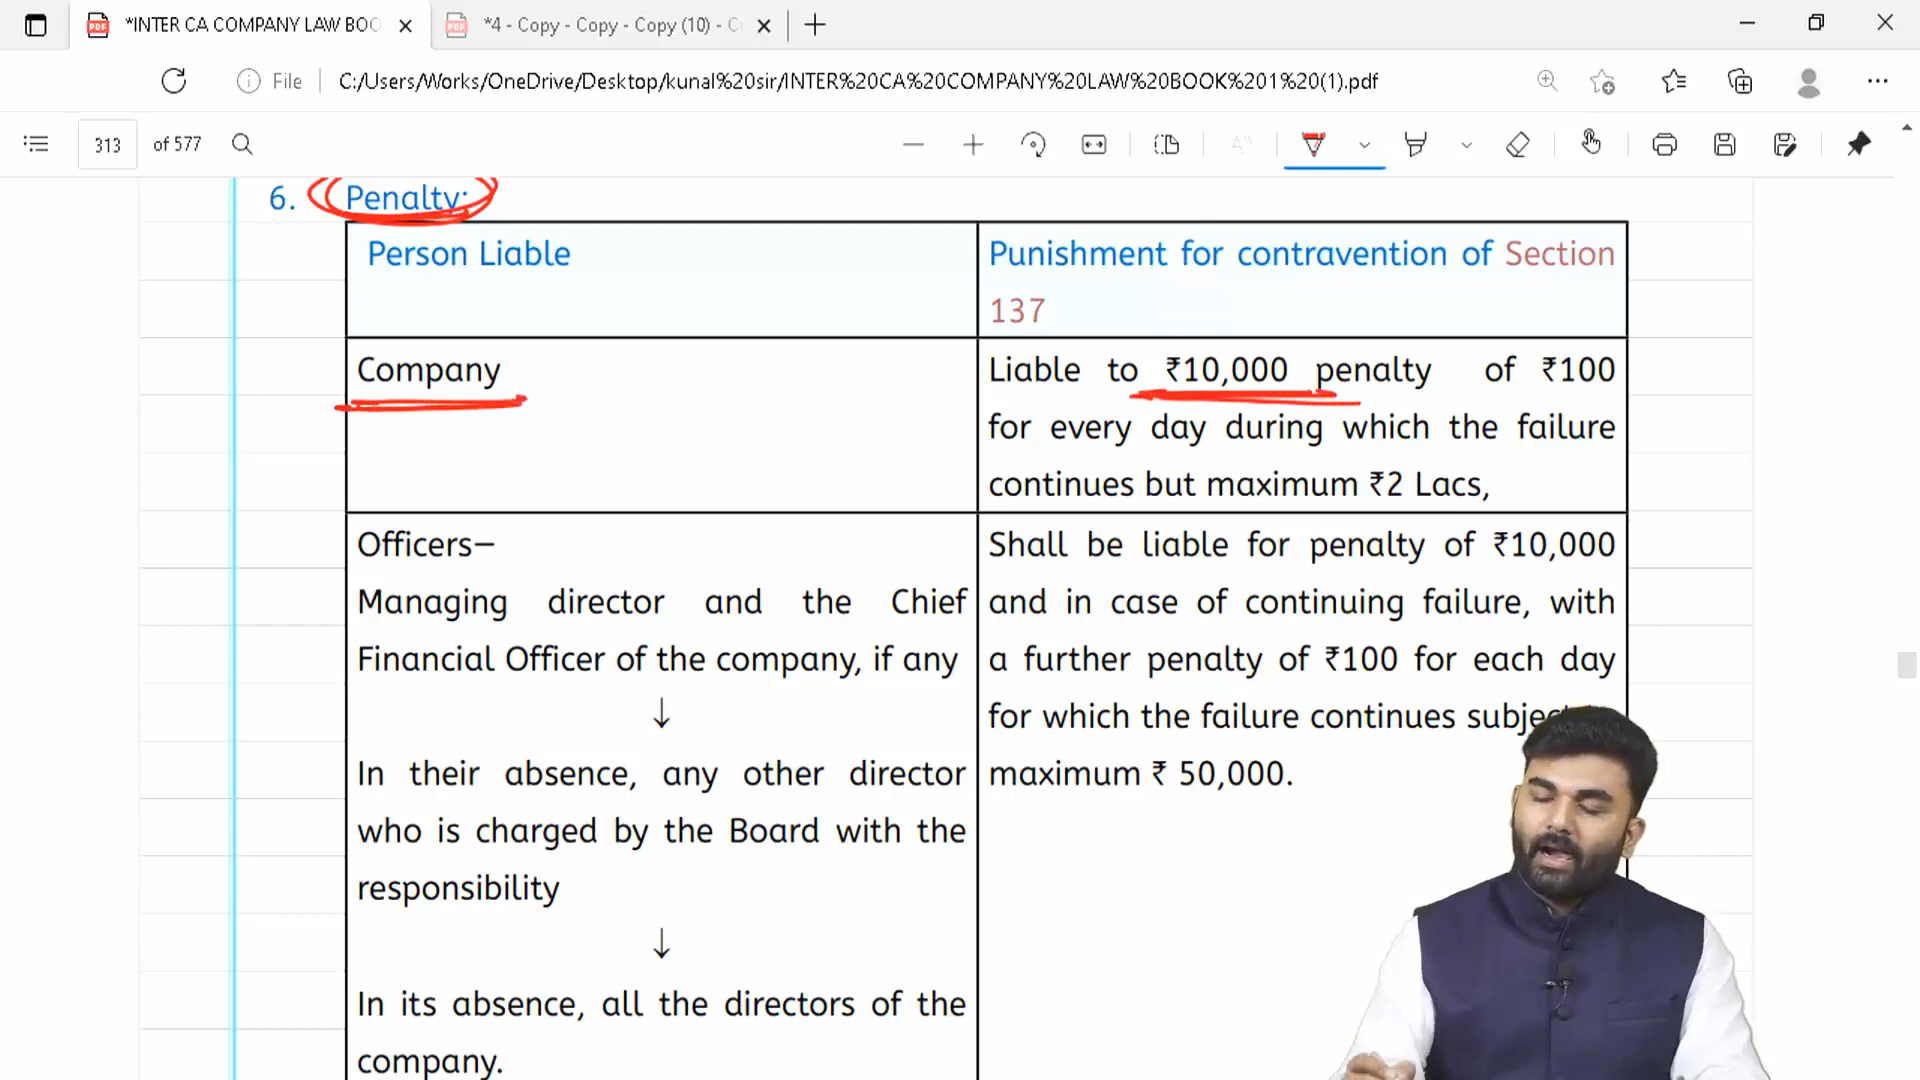 *INTER CA COMPANY LAW BOO
*4 - Copy - Copy - Copy (10) - C
File
C:/Users/Works/OneDrive/Desktop/kunal%20sir/INTER%20CA%20COMPANY%20LAW%20BOOK%201%20(1).pdf
313 of 577
6. Penalty:
Person Liable
Punishment for contravention of Section
137
Company
Liable to ₹10,000 penalty of ₹100
for every day during which the failure
continues but maximum ₹2 Lacs,
Officers—
Managing director and the Chief
Financial Officer of the company, if any
↓
In their absence, any other director
who is charged by the Board with the
responsibility
↓
In its absence, all the directors of the
company.
Shall be liable for penalty of ₹10,000
and in case of continuing failure, with
a further penalty of ₹100 for each day
for which the failure continues subjec
maximum ₹ 50,000.